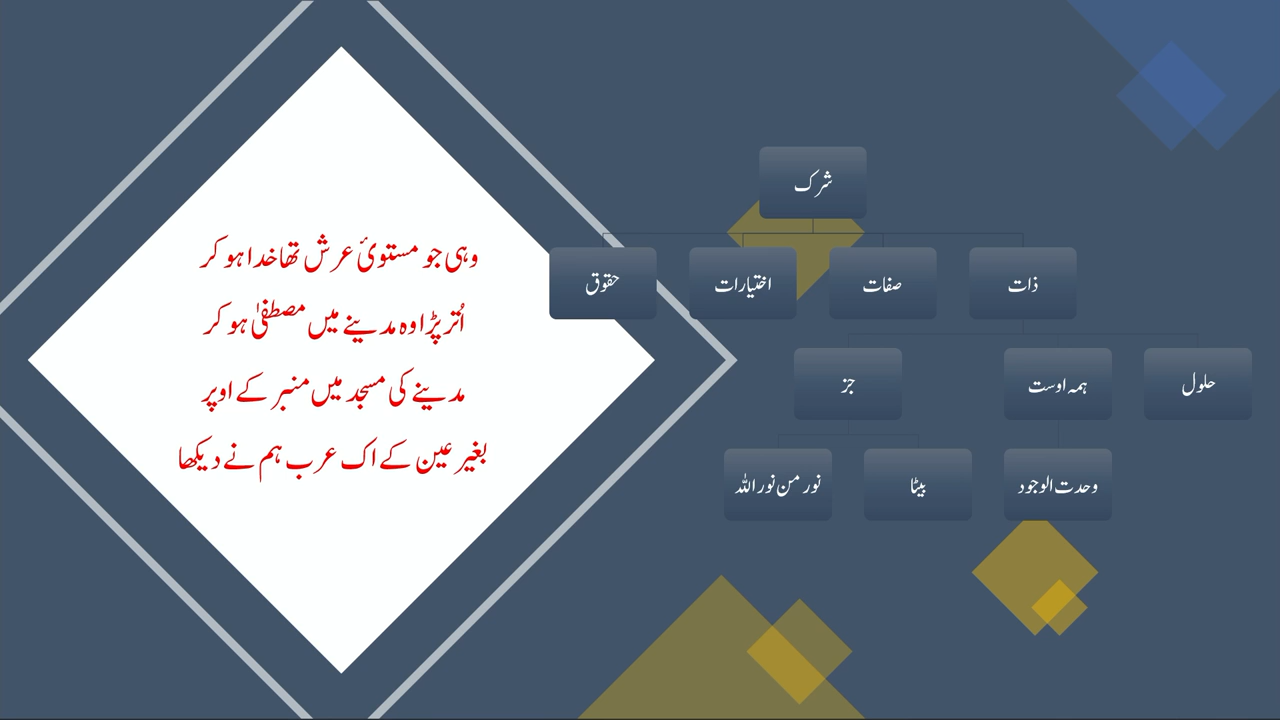 وہی جو مستوئ عرش تھا خدا ہو کر
اُتر پڑا وہ مدینے میں مصطفیٰ ہو کر
مدینے کی مسجد میں منبر کے اوپر
بغیر عین کے اک عرب ہم نے دیکھا
شرک
ذات
صفات
اختیارات
حقوق
حلول
ہمہ اوست
جز
وحدت الوجود
بیٹا
نور من نور اللہ